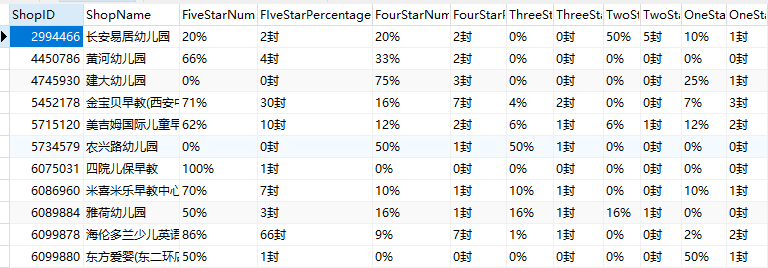 ShopID ShopName FiveStarNum FIveStarPercentage FourStarNum FourStarP ThreeSt ThreeSta TwoSt TwoSta OneSta OneSta
2994466 长安易居幼儿园 20% 2封 20% 2封 0% 0封 50% 5封 10% 1封
4450786 黄河幼儿园 66% 4封 33% 2封 0% 0封 0% 0封 0% 0封
4745930 建大幼儿园 0% 0封 75% 3封 0% 0封 0% 0封 25% 1封
5452178 金宝贝早教(西安中 71% 30封 16% 7封 4% 2封 0% 0封 7% 3封
5715120 美吉姆国际儿童早 62% 10封 12% 2封 6% 1封 6% 1封 12% 2封
5734579 农兴路幼儿园 0% 0封 50% 1封 50% 1封 0% 0封 0% 0封
6075031 四院儿保早教 100% 1封 0% 0封 0% 0封 0% 0封 0% 0封
6086960 米喜米乐早教中心 70% 7封 10% 1封 10% 1封 0% 0封 10% 1封
6089884 雅荷幼儿园 50% 3封 16% 1封 16% 1封 16% 1封 0% 0封
6099878 海伦多兰少儿英语 86% 66封 9% 7封 1% 1封 0% 0封 2% 2封
6099880 东方爱婴(东二环店 50% 1封 0% 0封 0% 0封 0% 0封 50% 1封